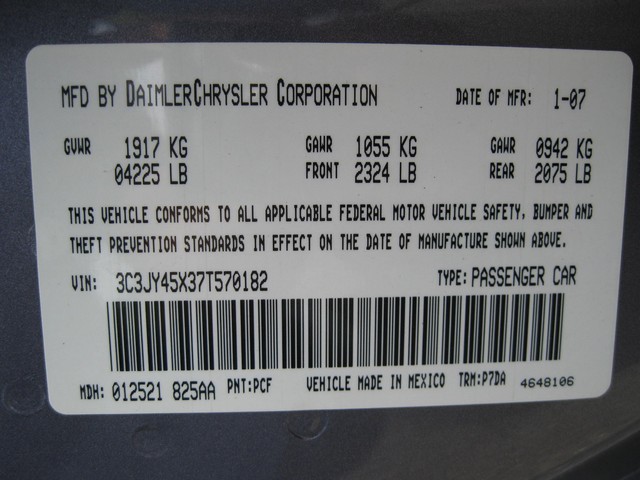 MFD BY DAIMLERCHRYSLER CORPORATION DATE OF MFR: 1-07
GVWR 1917 KG GAWR 1055 KG GAWR 0942 KG
04225 LB FRONT 2324 LB REAR 2075 LB
THIS VEHICLE CONFORMS TO ALL APPLICABLE FEDERAL MOTOR VEHICLE SAFETY, BUMPER AND
THEFT PREVENTION STANDARDS IN EFFECT ON THE DATE OF MANUFACTURE SHOWN ABOVE.
VIN: 3C3JY45X37T570182 TYPE: PASSENGER CAR
MDH: 012521 825AA PNT:PCF VEHICLE MADE IN MEXICO TRM:P7DA 4648106